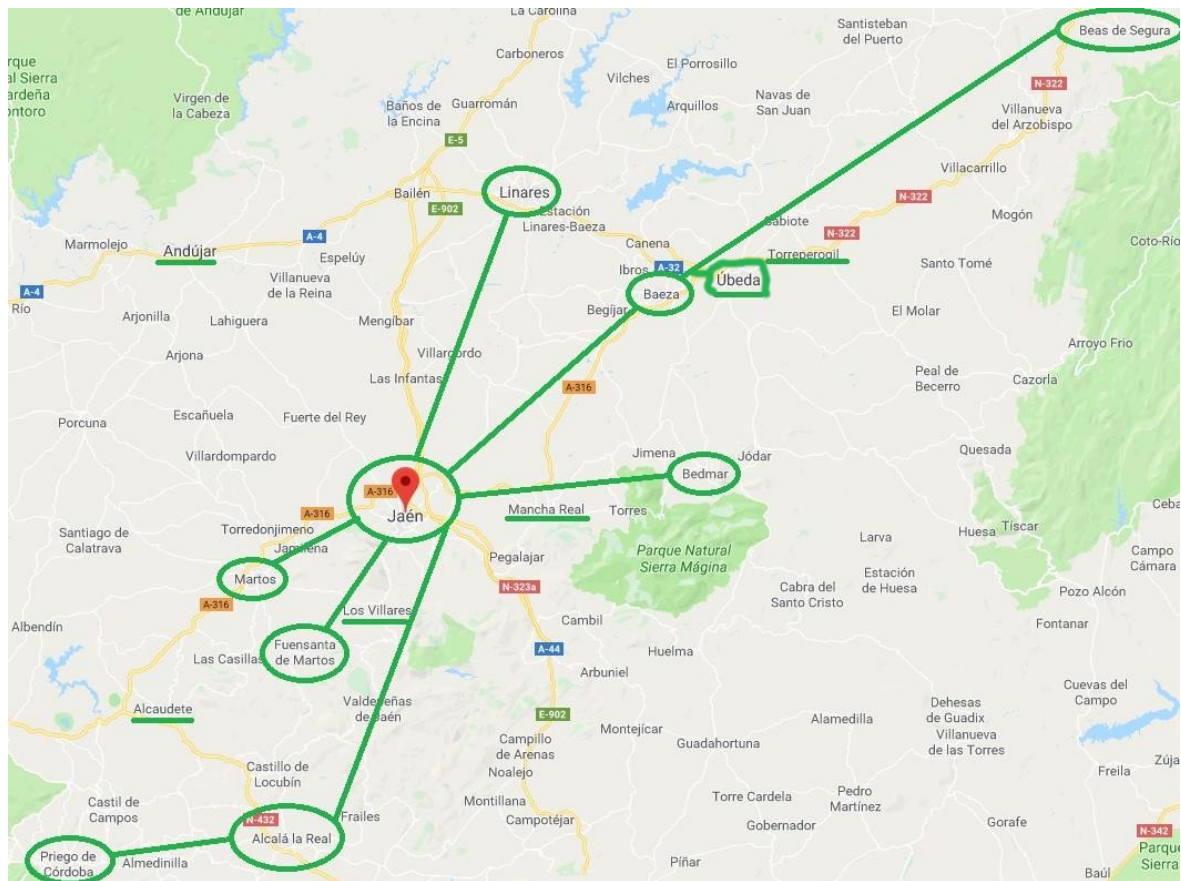 de Andújar
La Carolina
Santisteban
del Puerto
Beas de Segura
Carboneros
El Porrosillo
Vilches
N-322
Virgen de
la Cabeza
Baños de
la Encina
Guarromán
Arquillos
Navas de
San Juan
Villanueva
del Arzobispo
E-5
Villacarrillo
Linares
Bailén
N-322
E-902
Estación
Linares-Baeza
Mogón
Marmolejo
Andújar
A-4
Canena
Sabiote
N-322
Coto-Río
Espelúy
Ibros
A-32
Torreperogil
Santo Tomé
Villanueva
de la Reina
Úbeda
A-4
Baeza
Río
Arjonilla
Lahiguera
Mengíbar
Begíjar
El Molar
Arjona
Villargordo
Arroyo Frio
Las Infantas
A-316
Peal de
Becerro
Cazorla
Porcuna
Escañuela
Fuerte del Rey
Villardompardo
Jimena
Jódar
Quesada
Bedmar
A-316
Jaén
Mancha Real
Torres
A-316
Torredonjimeno
Santiago de
Calatrava
Jamilena
Huesa
Tíscar
Larva
Pegalajar
Parque Natural
Sierra Mágina
Campo
Cámara
Martos
Estación
de Huesa
N-323a
Cabra del
Santo Cristo
Pozo Alcón
A-316
Los Villares
Albendín
Cambil
Fontanar
Fuensanta
de Martos
A-44
Huelma
Las Casillas
Arbuniel
Cuevas del
Campo
Valdepeñas
de Jaén
Alcaudete
E-902
Dehesas
de Guadix
Alamedilla
Montejícar
Villanueva
de las Torres
Guadahortuna
Campillo
de Arenas
Castillo de
Locubín
Noalejo
Freila
Zúja
Castil de
Campos
Montillana
Torre Cardela
Pedro
Martínez
N-432
Frailes
Campotéjar
Gobernador
Gorafe
N-342
Alcalá la Real
Priego de
Córdoba
Almedinilla
Píñar
Baúl
Parque
Sierra